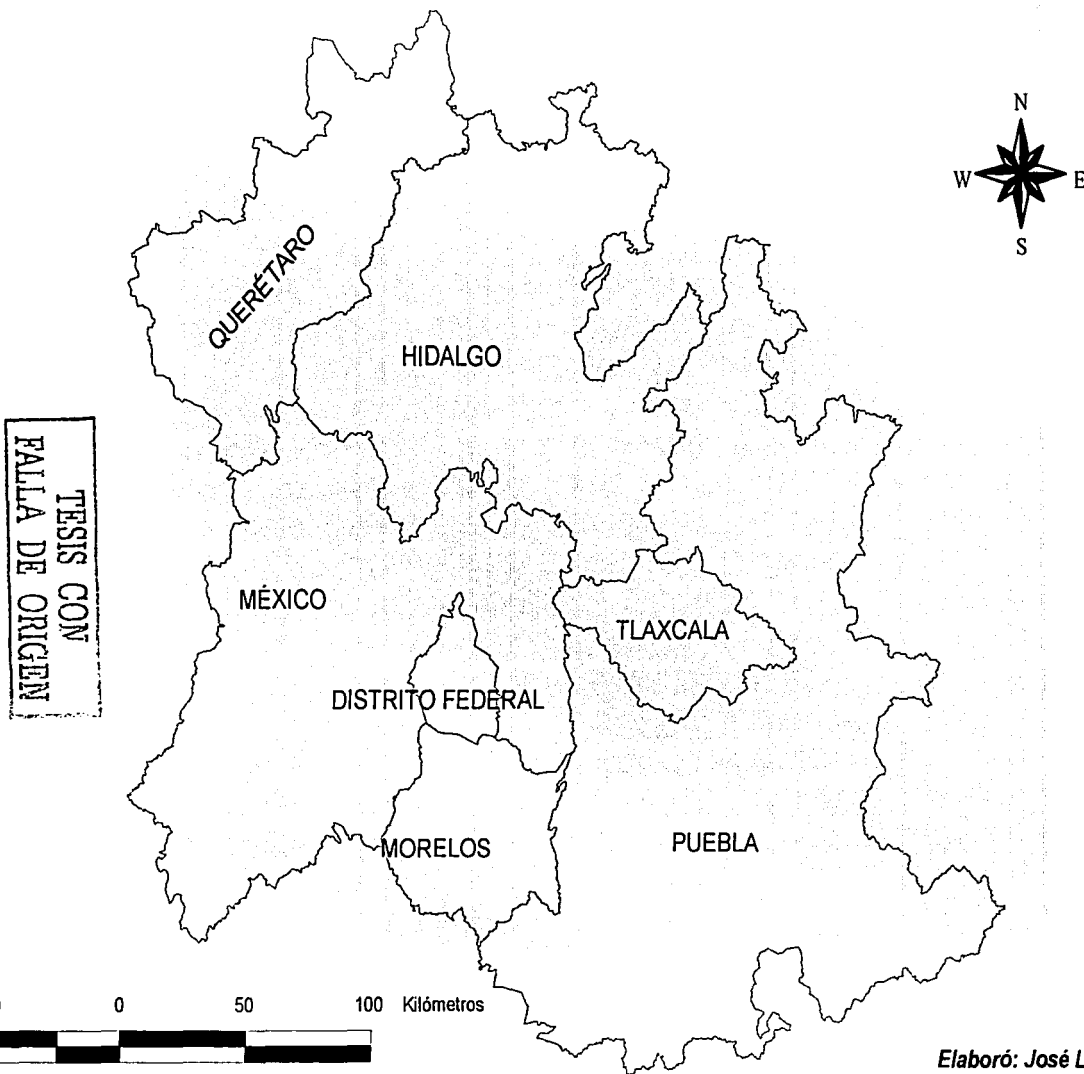 N
W E
S
QUERÉTARO
HIDALGO
MÉXICO
TLAXCALA
DISTRITO FEDERAL
MORELOS
PUEBLA
TESIS CON
FALLA DE ORIGEN
0 50 100 Kilómetros
Elaboró: José L